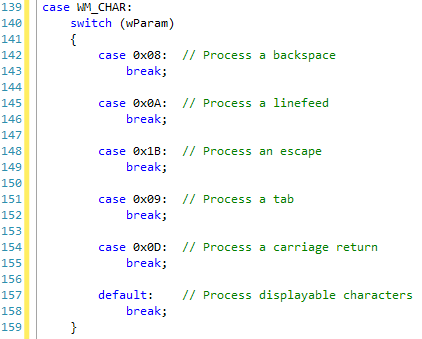 139 case WM_CHAR:
140     switch (wParam)
141     {
142         case 0x08:  // Process a backspace
143             break;
144
145         case 0x0A:  // Process a linefeed
146             break;
147
148         case 0x1B:  // Process an escape
149             break;
150
151         case 0x09:  // Process a tab
152             break;
153
154         case 0x0D:  // Process a carriage return
155             break;
156
157         default:    // Process displayable characters
158             break;
159     }